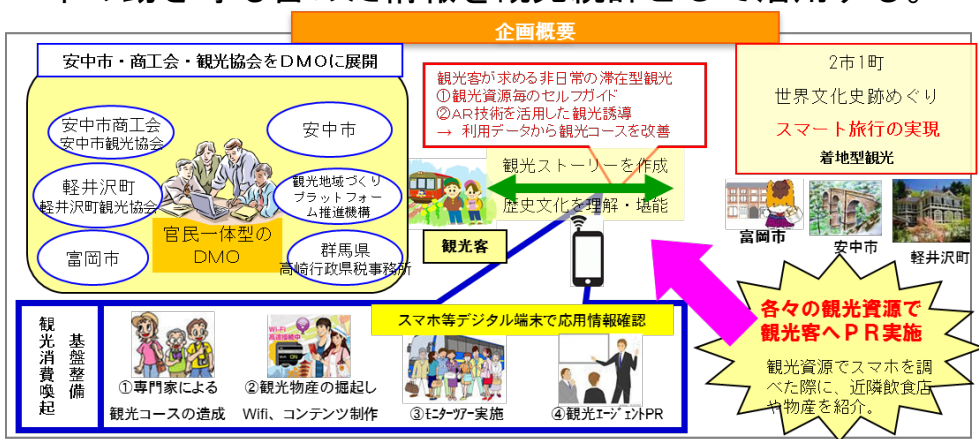 企画概要
安中市・商工会・観光協会をDMOに展開
安中市商工会
安中市観光協会
安中市
軽井沢町
軽井沢町観光協会
観光地域づくり
プラットフォー
ム推進機構
富岡市
官民一体型の
DMO
群馬県
高崎行政県税事務所
観光客が求める非日常の滞在型観光
①観光資源毎のセルフガイド
②AR技術を活用した観光誘導
→ 利用データから観光コースを改善
観光ストーリーを作成
歴史文化を理解・堪能
観光客
2市1町
世界文化史跡めぐり
スマート旅行の実現
着地型観光
富岡市
安中市
軽井沢町
各々の観光資源で
観光客へPR実施
観光資源でスマホを調
べた際に、近隣飲食店
や物産を紹介。
スマホ等デジタル端末で応用情報確認
観光消費喚起
基盤整備
①専門家による
観光コースの造成
Wi-Fi
高速接続中
②観光物産の掘起し
Wifi、コンテンツ制作
③モニターツアー実施
④観光エージェントPR